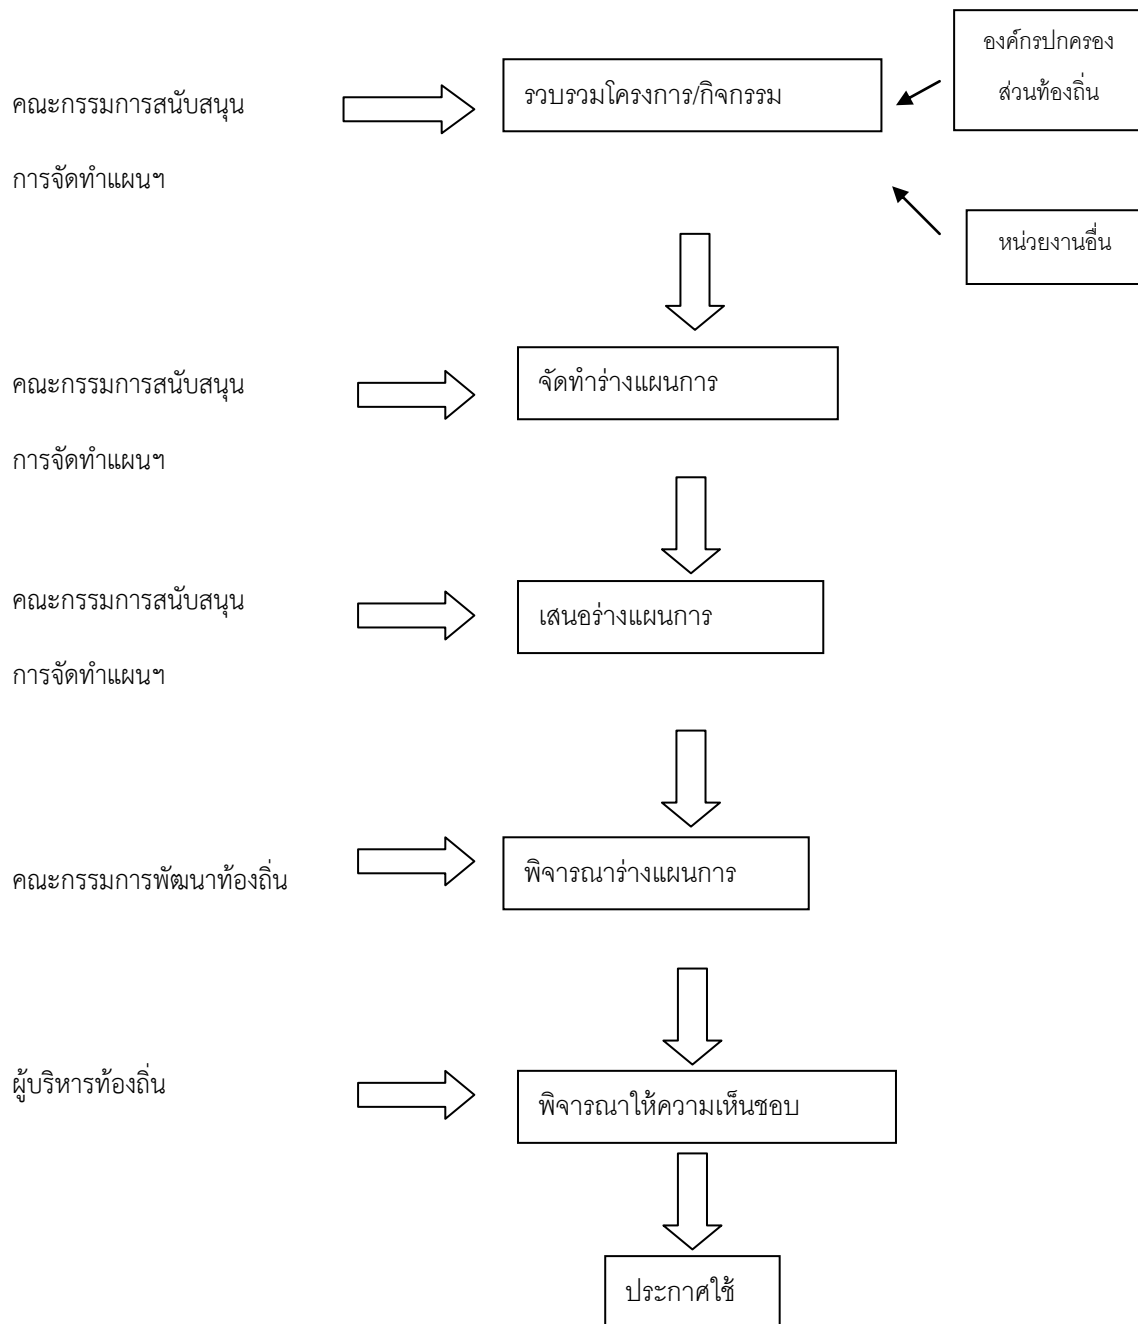 องค์กรปกครอง
ส่วนท้องถิ่น
คณะกรรมการสนับสนุน
การจัดทำแผนฯ
รวบรวมโครงการ/กิจกรรม
หน่วยงานอื่น
คณะกรรมการสนับสนุน
การจัดทำแผนฯ
จัดทำร่างแผนการ
คณะกรรมการสนับสนุน
การจัดทำแผนฯ
เสนอร่างแผนการ
คณะกรรมการพัฒนาท้องถิ่น
พิจารณาร่างแผนการ
ผู้บริหารท้องถิ่น
พิจารณาให้ความเห็นชอบ
ประกาศใช้